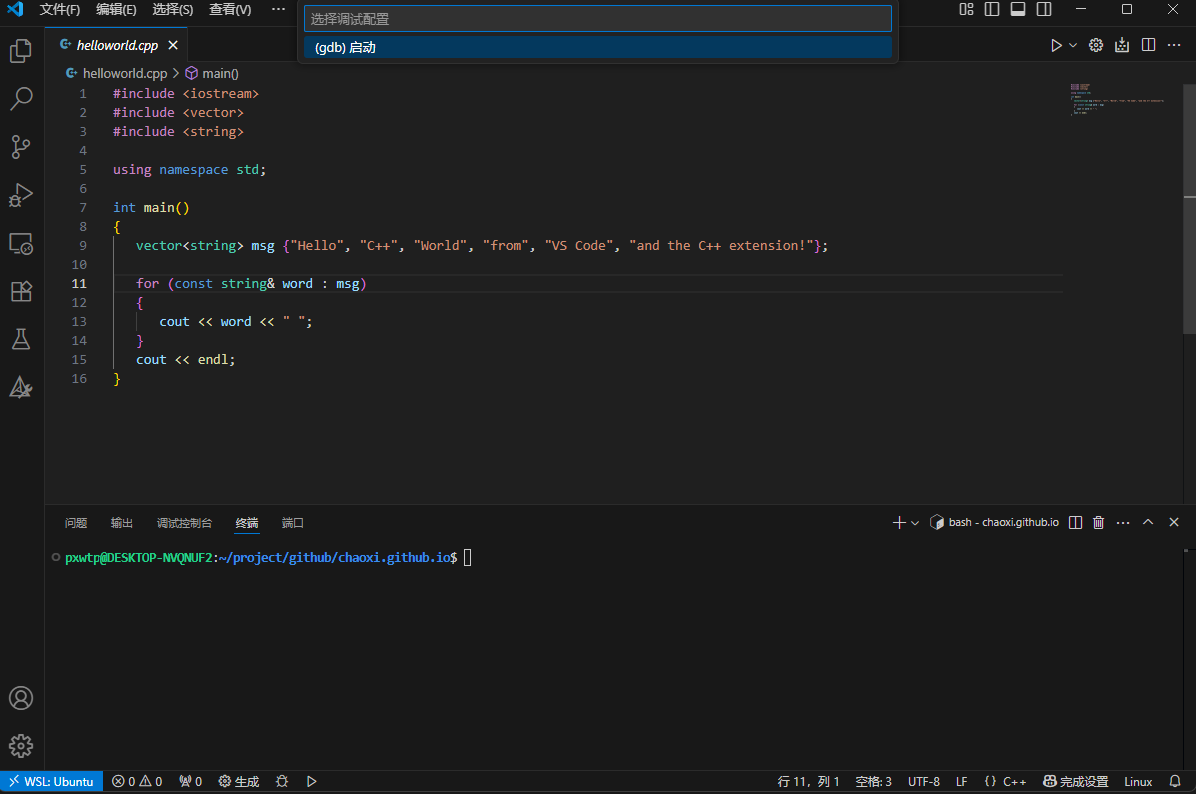 文件(F) 编辑(E) 选择(S) 查看(V) ···
选择调试配置
(gdb) 启动
helloworld.cpp
helloworld.cpp > main()
1 #include <iostream>
2 #include <vector>
3 #include <string>
4
5 using namespace std;
6
7 int main()
8 {
9 vector<string> msg {"Hello", "C++", "World", "from", "VS Code", "and the C++ extension!"};
10
11 for (const string& word : msg)
12 {
13 cout << word << " ";
14 }
15 cout << endl;
16 }
问题 输出 调试控制台 终端 端口
bash - chaoxi.github.io
pxwtp@DESKTOP-NVQNUF2:~/project/github/chaoxi.github.io$
WSL: Ubuntu 0 0 0 生成 行 11，列 1 空格: 3 UTF-8 LF {} C++ 完成设置 Linux